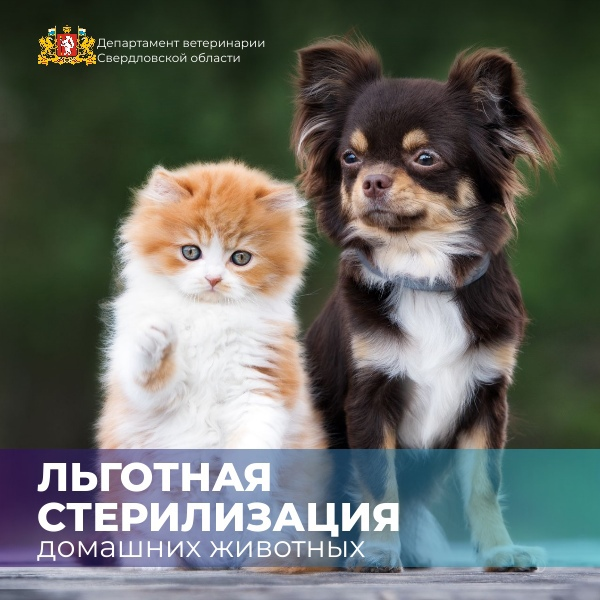 Департамент ветеринарии
Свердловской области
ЛЬГОТНАЯ
СТЕРИЛИЗАЦИЯ
домашних животных